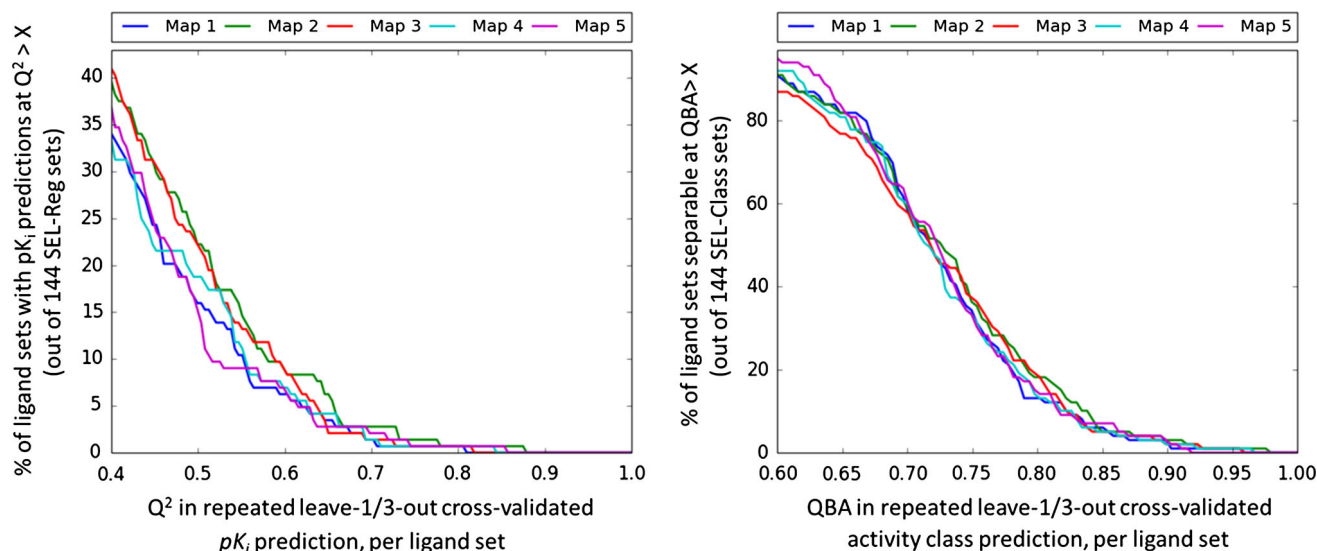 Map 1 Map 2 Map 3 Map 4 Map 5
% of ligand sets with pKi predictions at Q² > X
(out of 144 SEL-Reg sets)
40
35
30
25
20
15
10
5
0
0.4 0.5 0.6 0.7 0.8 0.9 1.0
Q² in repeated leave-1/3-out cross-validated
pKi prediction, per ligand set
Map 1 Map 2 Map 3 Map 4 Map 5
% of ligand sets separable at QBA> X
(out of 144 SEL-Class sets)
80
60
40
20
0
0.60 0.65 0.70 0.75 0.80 0.85 0.90 0.95 1.00
QBA in repeated leave-1/3-out cross-validated
activity class prediction, per ligand set